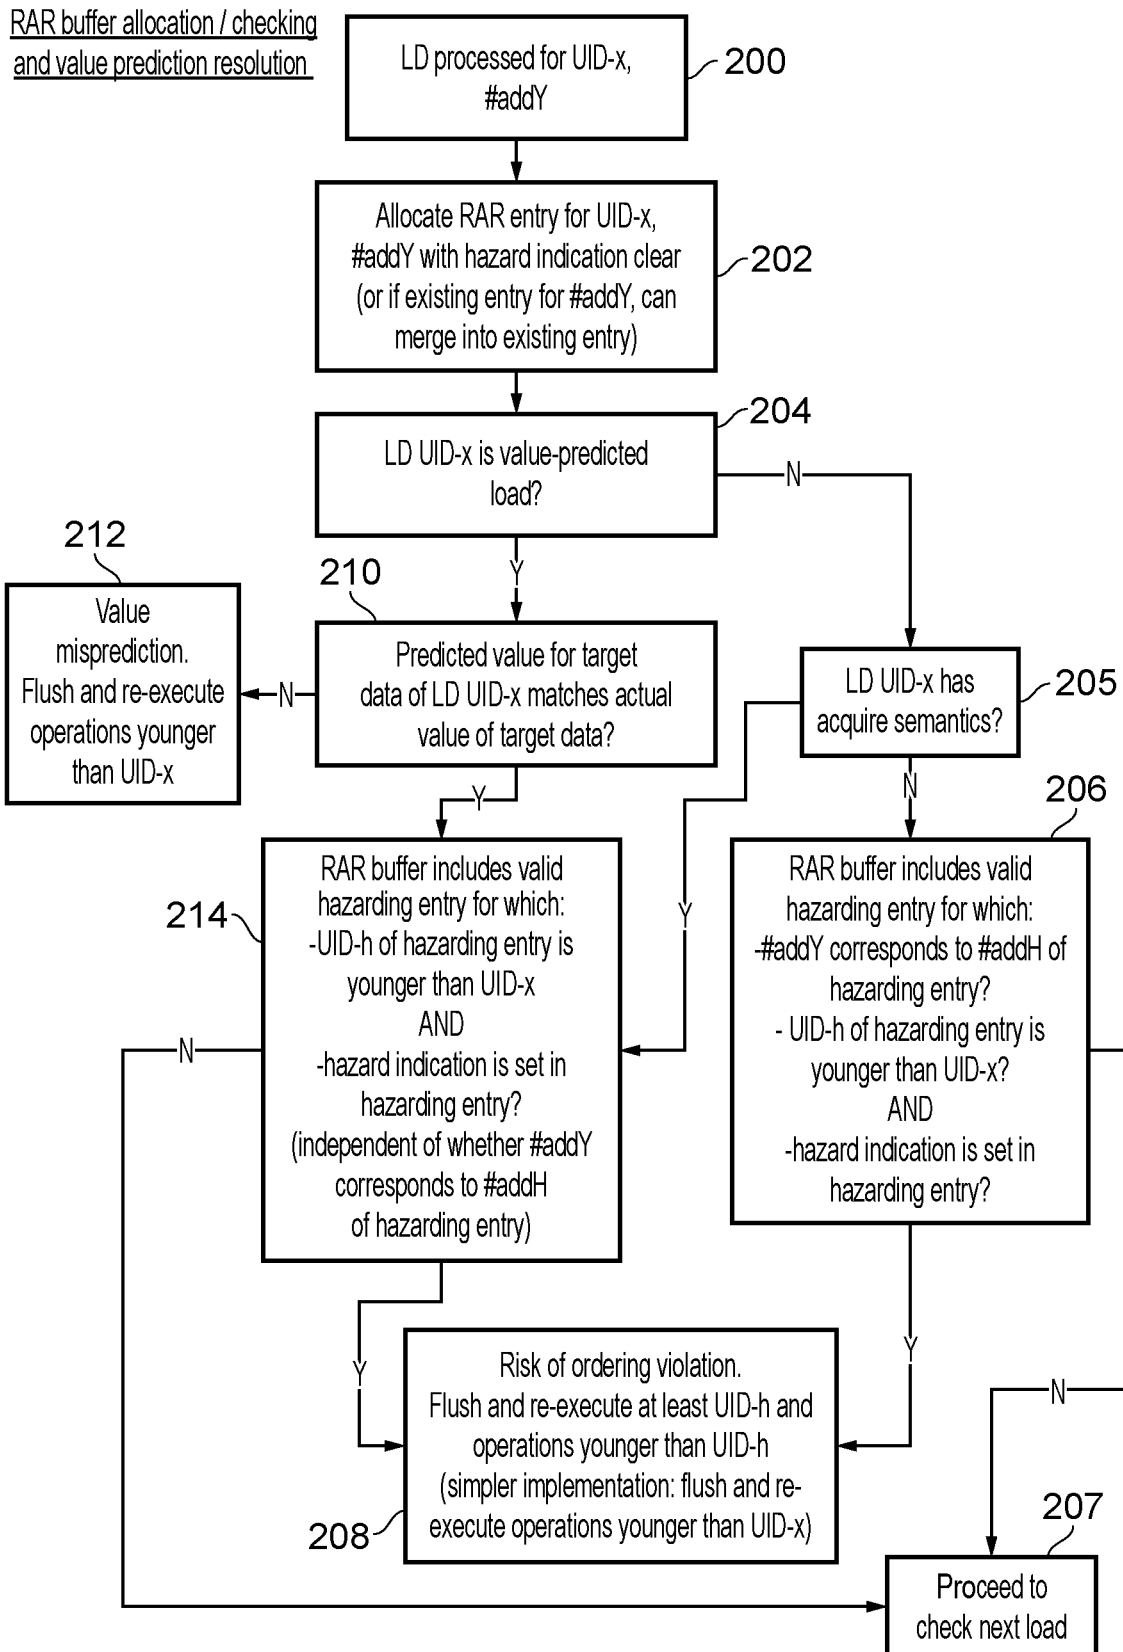 RAR buffer allocation / checking
and value prediction resolution
LD processed for UID-x,
#addY
200
Allocate RAR entry for UID-x,
#addY with hazard indication clear
(or if existing entry for #addY, can
merge into existing entry)
202
LD UID-x is value-predicted
load?
204
N
Y
212
Value
misprediction.
Flush and re-execute
operations younger
than UID-x
N
210
Predicted value for target
data of LD UID-x matches actual
value of target data?
LD UID-x has
acquire semantics?
205
Y
N
Y
214
RAR buffer includes valid
hazarding entry for which:
-UID-h of hazarding entry is
younger than UID-x
AND
-hazard indication is set in
hazarding entry?
(independent of whether #addY
corresponds to #addH
of hazarding entry)
206
RAR buffer includes valid
hazarding entry for which:
-#addY corresponds to #addH of
hazarding entry?
- UID-h of hazarding entry is
younger than UID-x?
AND
-hazard indication is set in
hazarding entry?
N
Y
Y
N
Risk of ordering violation.
Flush and re-execute at least UID-h and
operations younger than UID-h
(simpler implementation: flush and re-
execute operations younger than UID-x)
208
207
Proceed to
check next load